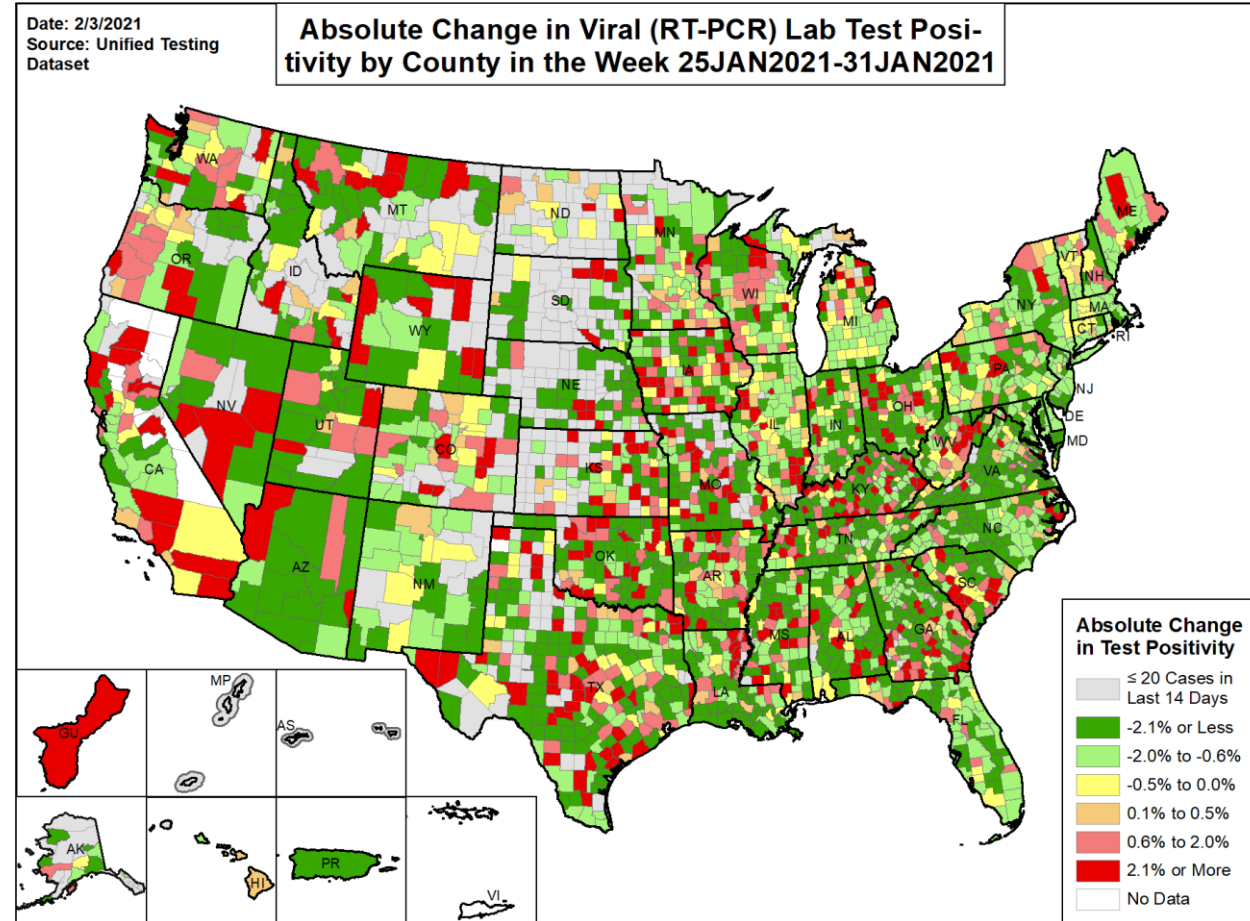 Date: 2/3/2021
Source: Unified Testing
Dataset
Absolute Change in Viral (RT-PCR) Lab Test Posi-
tivity by County in the Week 25JAN2021-31JAN2021
WA
MT
ND
MN
ME
OR
ID
SD
WI
VT
NH
NY
MA
MI
CT
RI
WY
IA
PA
NE
NJ
NV
OH
UT
IL
IN
DE
CO
WV
MD
CA
KS
MO
KY
VA
TN
NC
OK
AZ
NM
AR
SC
MS
AL
GA
TX
LA
FL
MP
GU
AS
AK
HI
PR
VI
Absolute Change
in Test Positivity
≤ 20 Cases in
Last 14 Days
-2.1% or Less
-2.0% to -0.6%
-0.5% to 0.0%
0.1% to 0.5%
0.6% to 2.0%
2.1% or More
No Data